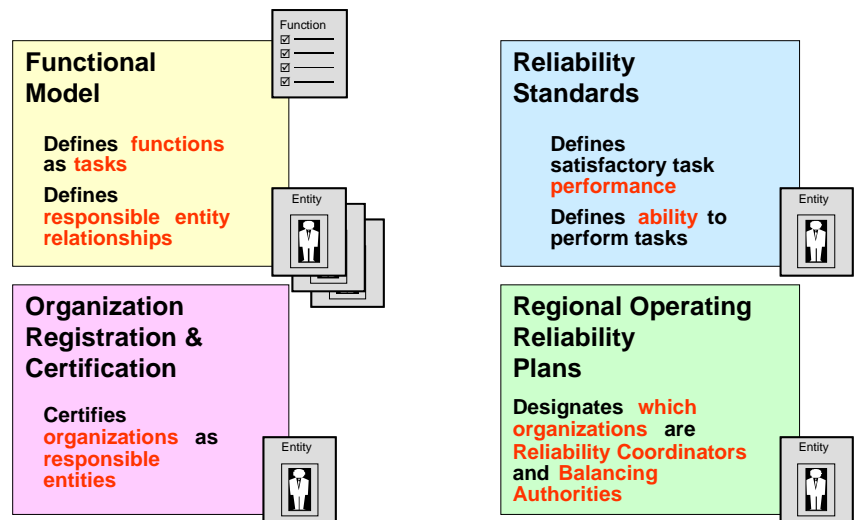 Function
Functional
Model
Defines functions
as tasks
Defines
responsible entity
relationships
Entity
Reliability
Standards
Defines
satisfactory task
performance
Defines ability to
perform tasks
Entity
Organization
Registration &
Certification
Certifies
organizations as
responsible
entities
Entity
Regional Operating
Reliability
Plans
Designates which
organizations are
Reliability Coordinators
and Balancing
Authorities
Entity